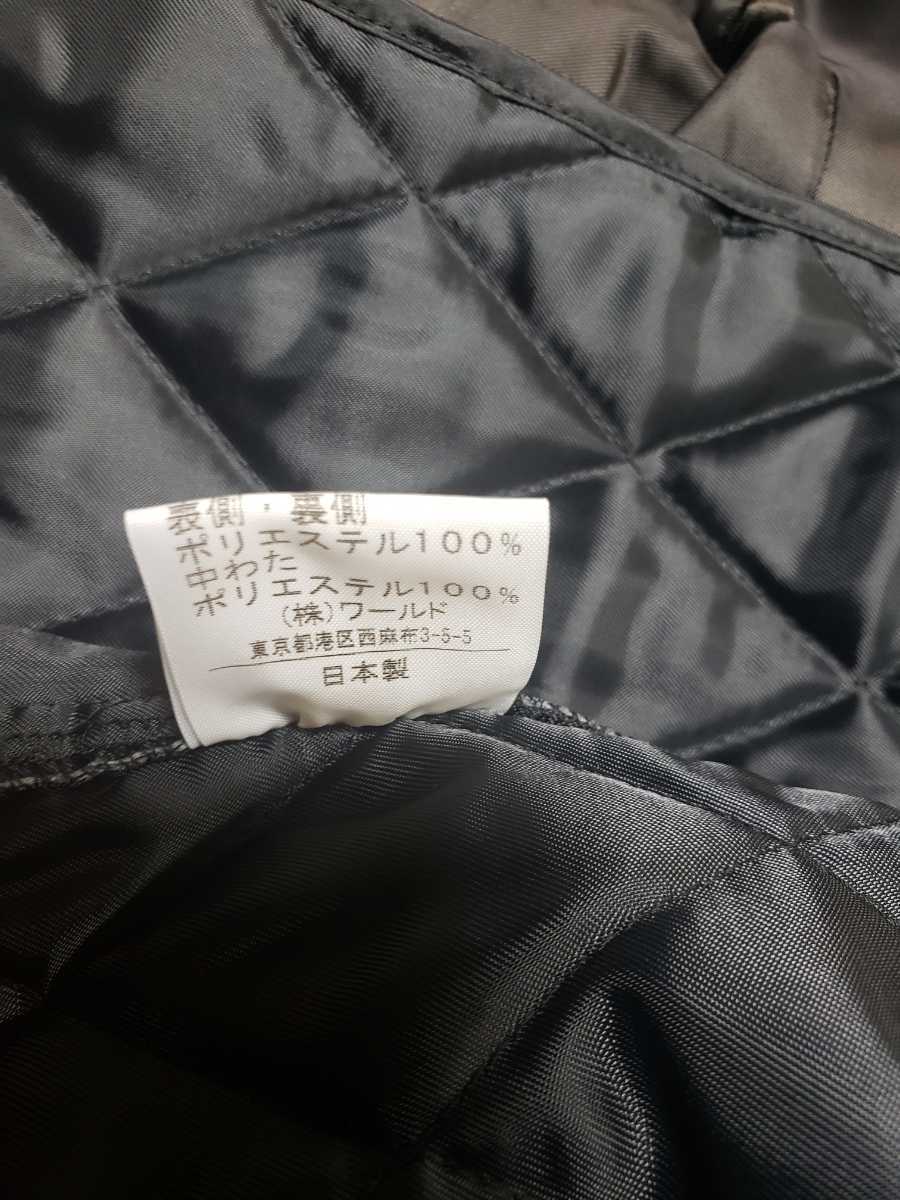 表側・裏側
ポリエステル100%
中わた
ポリエステル100%
(株)ワールド
東京都港区西麻布3-5-5
日本製